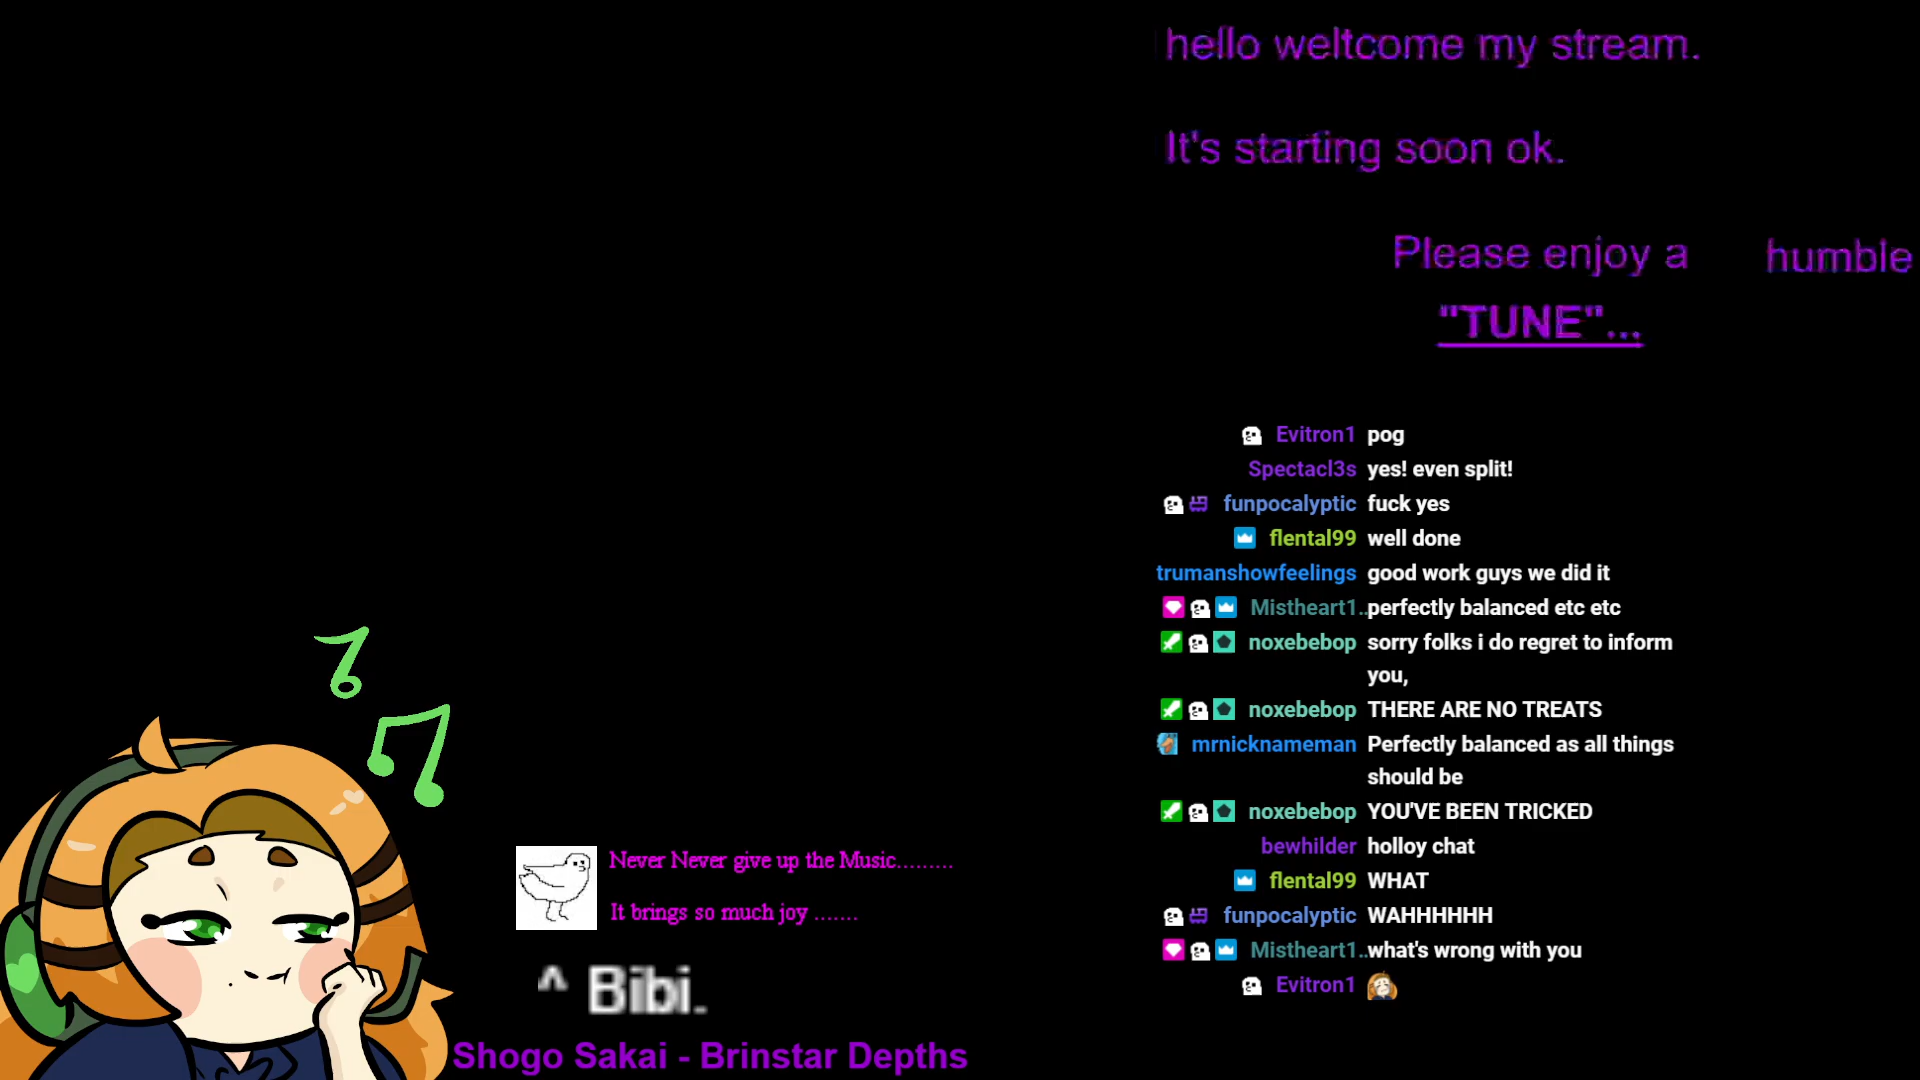 hello weltcome my stream.
It's starting soon ok.
Please enjoy a humble
"TUNE"...
Evitron1 pog
Spectacl3s yes! even split!
funpocalyptic fuck yes
flental99 well done
trumanshowfeelings good work guys we did it
Mistheart1.. perfectly balanced etc etc
noxebebop sorry folks i do regret to inform
you,
noxebebop THERE ARE NO TREATS
mrnicknameman Perfectly balanced as all things
should be
noxebebop YOU'VE BEEN TRICKED
bewhilder holloy chat
flental99 WHAT
funpocalyptic WAHHHHHH
Mistheart1.. what's wrong with you
Evitron1
Never Never give up the Music.........
It brings so much joy .......
^ Bibi.
Shogo Sakai - Brinstar Depths